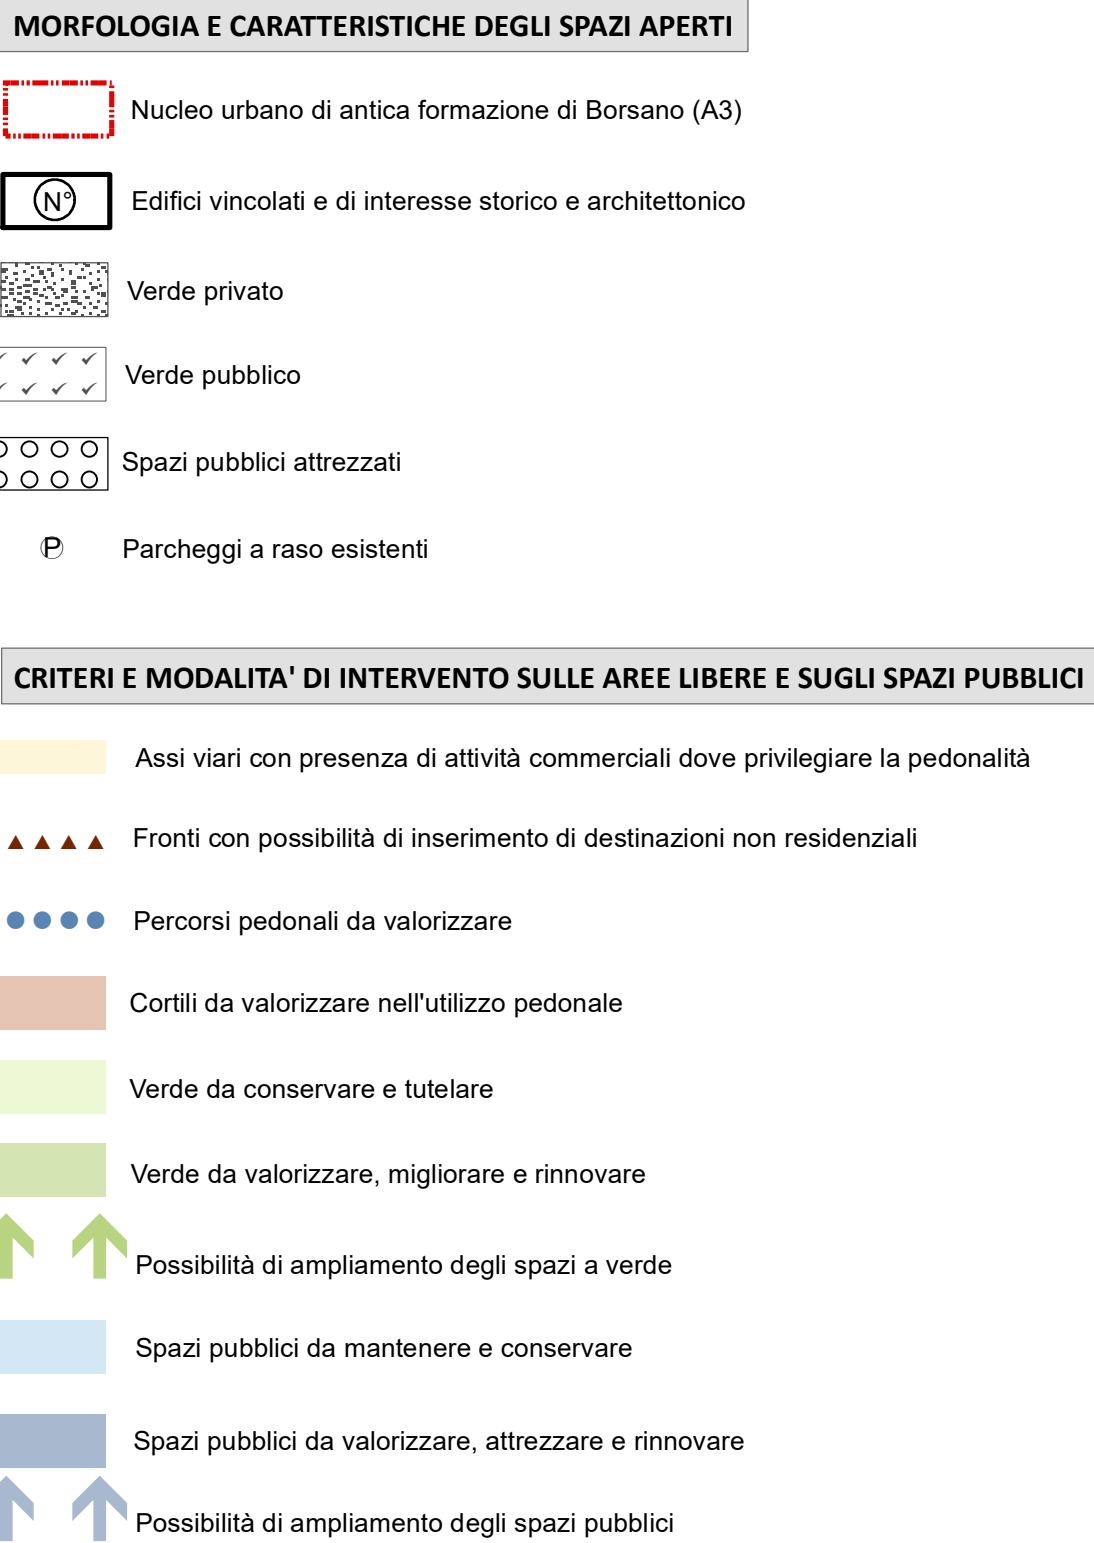 MORFOLOGIA E CARATTERISTICHE DEGLI SPAZI APERTI
Nucleo urbano di antica formazione di Borsano (A3)
N° Edifici vincolati e di interesse storico e architettonico
Verde privato
Verde pubblico
Spazi pubblici attrezzati
P Parcheggi a raso esistenti
CRITERI E MODALITA' DI INTERVENTO SULLE AREE LIBERE E SUGLI SPAZI PUBBLICI
Assi viari con presenza di attività commerciali dove privilegiare la pedonalità
Fronti con possibilità di inserimento di destinazioni non residenziali
Percorsi pedonali da valorizzare
Cortili da valorizzare nell'utilizzo pedonale
Verde da conservare e tutelare
Verde da valorizzare, migliorare e rinnovare
Possibilità di ampliamento degli spazi a verde
Spazi pubblici da mantenere e conservare
Spazi pubblici da valorizzare, attrezzare e rinnovare
Possibilità di ampliamento degli spazi pubblici